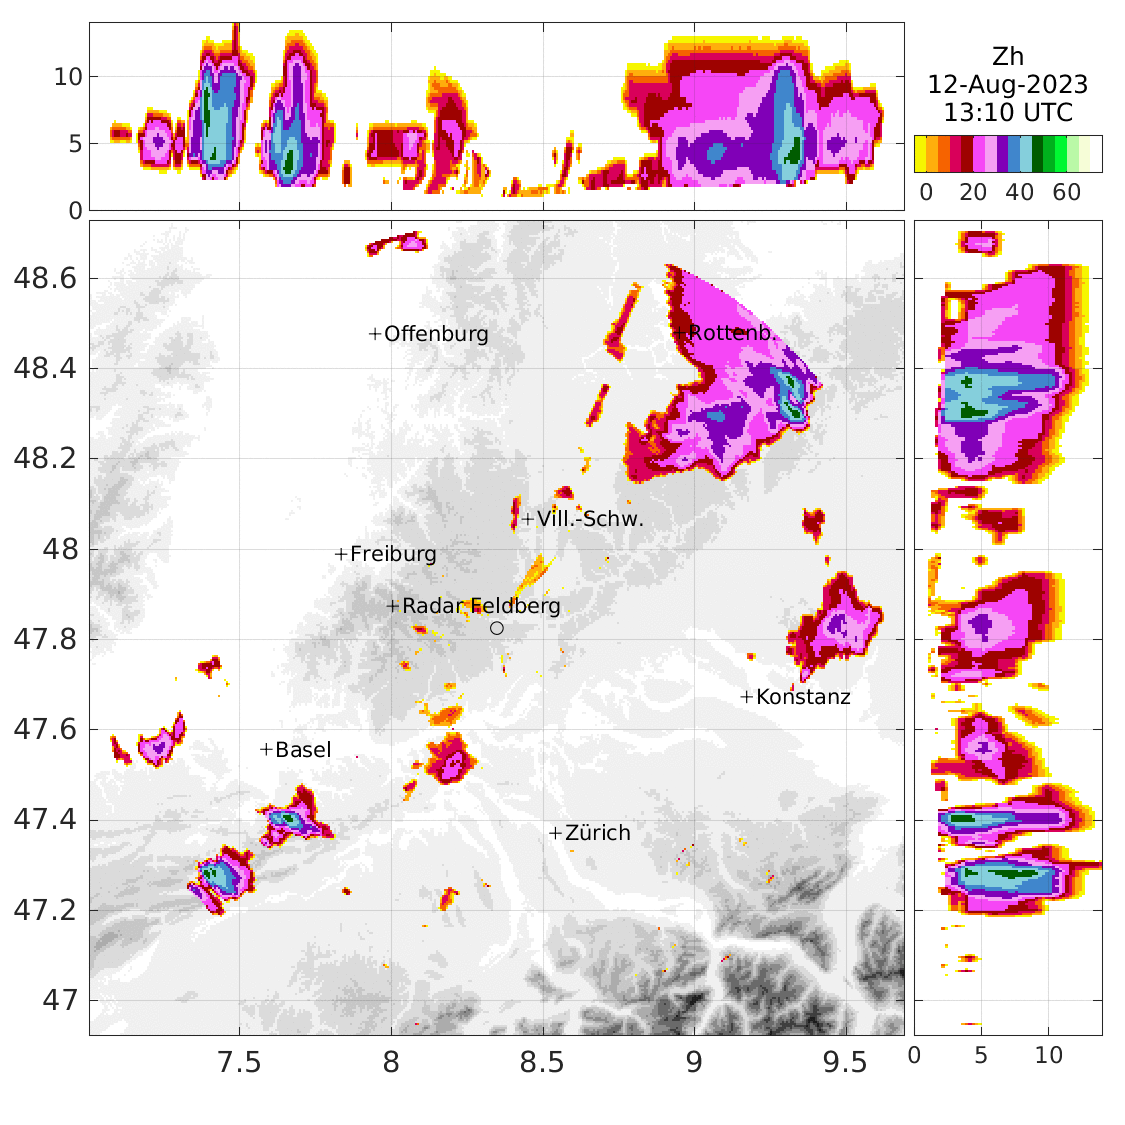 Zh
12-Aug-2023
13:10 UTC
0 20 40 60
10
5
0
48.6
48.4
48.2
48
47.8
47.6
47.4
47.2
47
+Offenburg
+Rottenb.
+Vill.-Schw.
+Freiburg
+Radar Feldberg
+Konstanz
+Basel
+Zürich
7.5 8 8.5 9 9.5
0 5 10